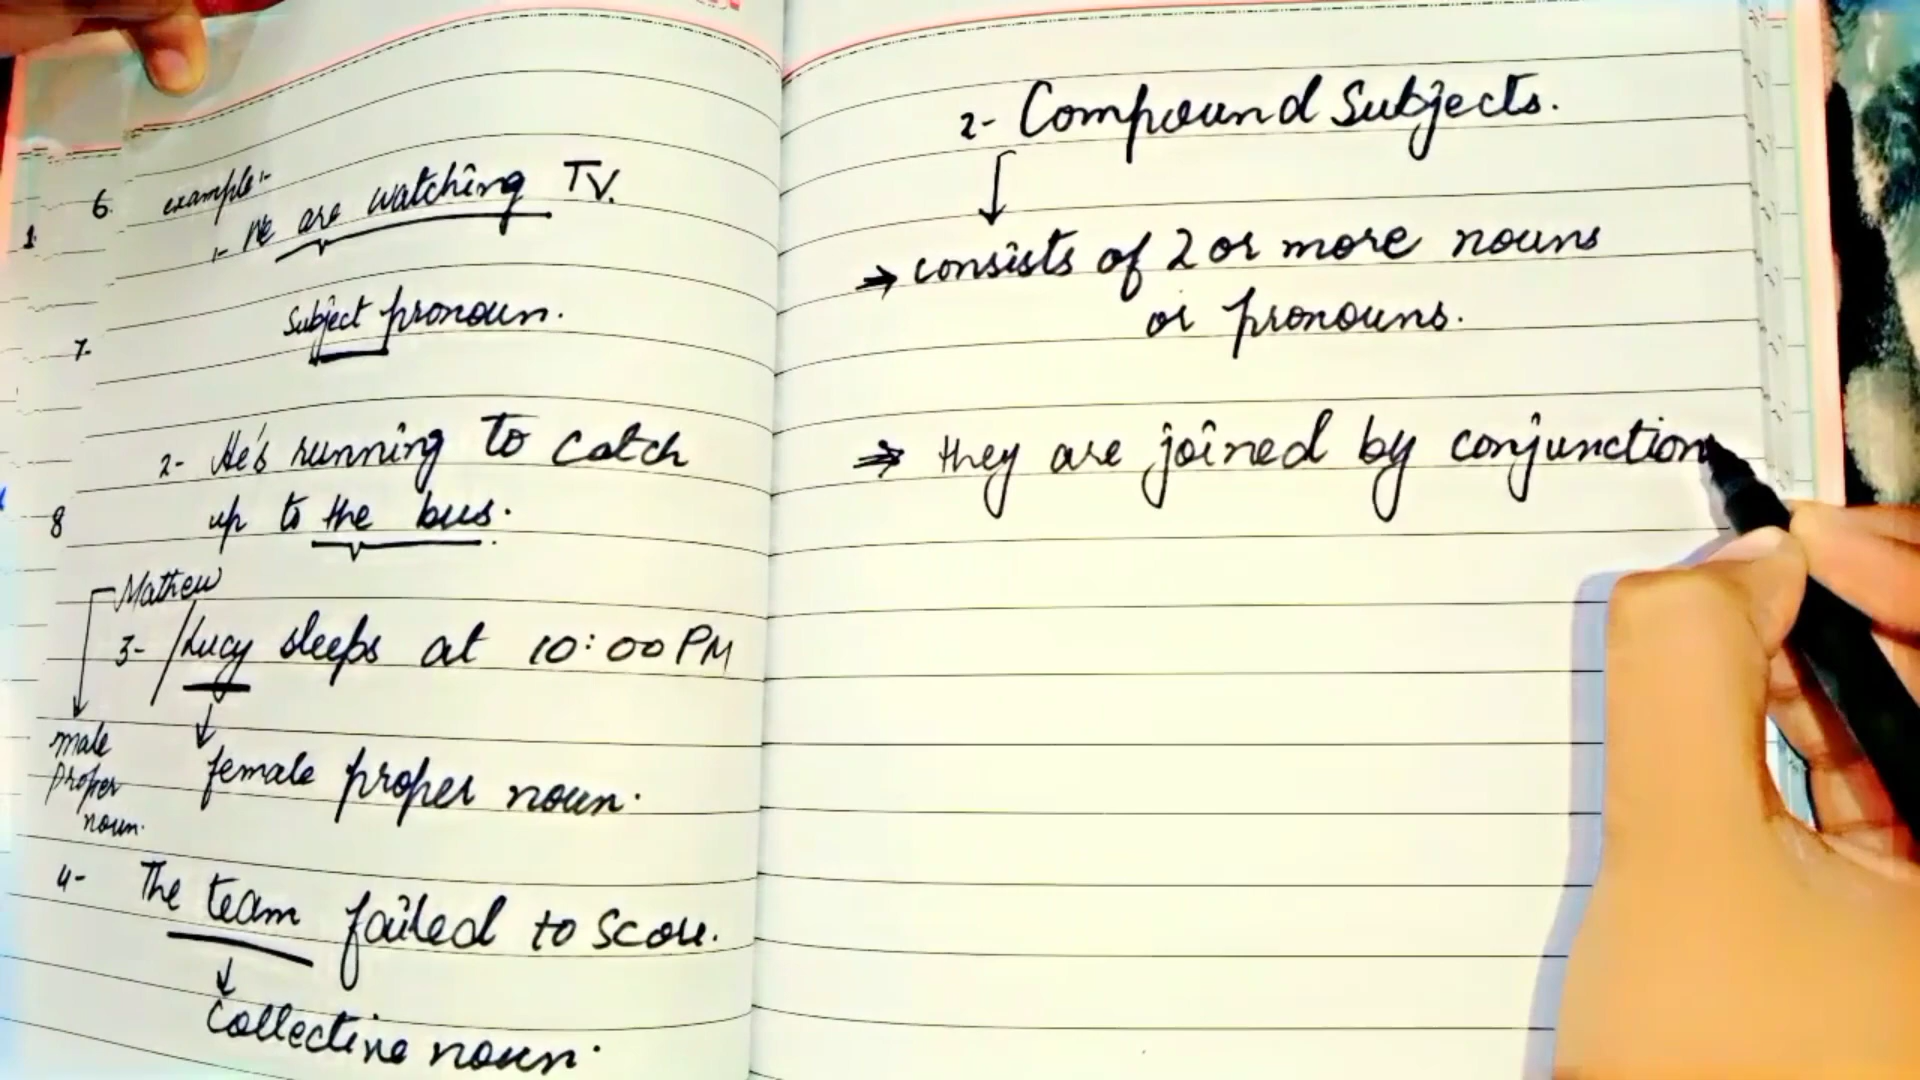 1.
6.
example:-
1- We are watching TV.
Subject pronoun.
7-
2- He's running to catch
up to the bus.
8
Mathew
3- /Lucy sleeps at 10:00 PM
male
proper
noun.
female proper noun.
4- The team failed to score.
Collective noun.
2- Compound Subjects.
⇒ consists of 2 or more nouns
or pronouns.
⇒ they are joined by conjunction